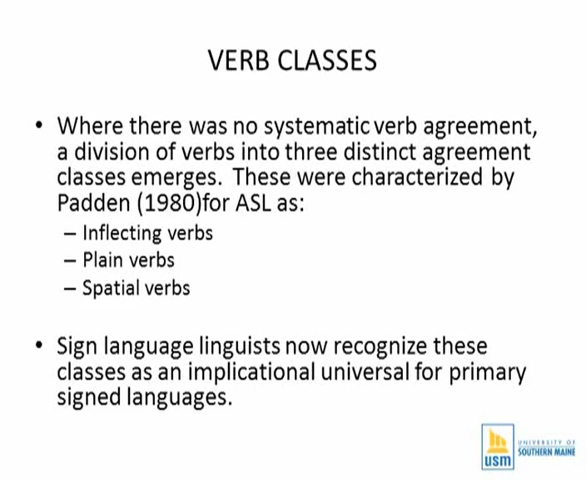 VERB CLASSES
• Where there was no systematic verb agreement,
a division of verbs into three distinct agreement
classes emerges. These were characterized by
Padden (1980)for ASL as:
– Inflecting verbs
– Plain verbs
– Spatial verbs
• Sign language linguists now recognize these
classes as an implicational universal for primary
signed languages.
UNIVERSITY OF
SOUTHERN MAINE
usm